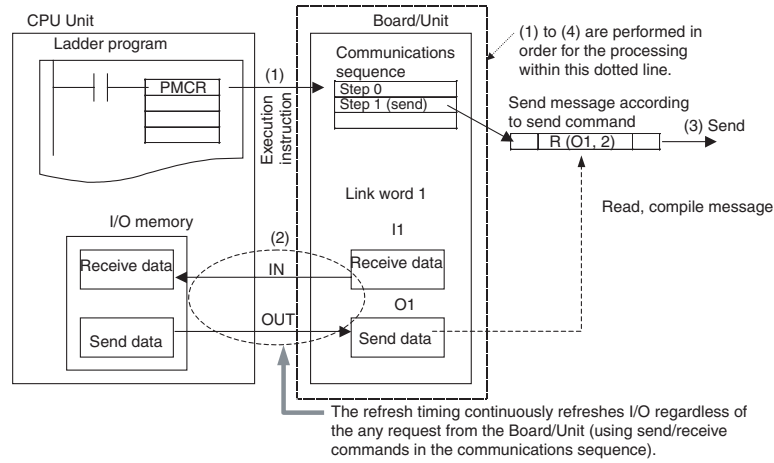 CPU Unit
Ladder program
PMCR
(1)
Execution
instruction
Board/Unit
Communications
sequence
Step 0
Step 1 (send)
(1) to (4) are performed in
order for the processing
within this dotted line.
Send message according
to send command
R (O1, 2)
(3) Send
Read, compile message
Link word 1
I/O memory
Receive data
Send data
(2)
IN
OUT
I1
Receive data
O1
Send data
The refresh timing continuously refreshes I/O regardless of
the any request from the Board/Unit (using send/receive
commands in the communications sequence).